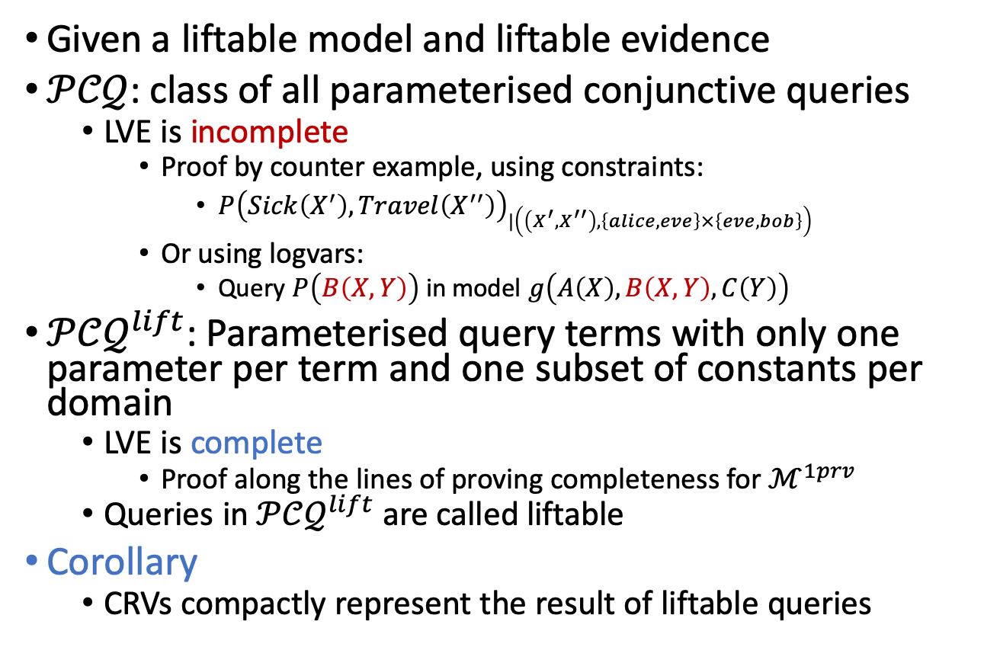 • Given a liftable model and liftable evidence
• 𝒫𝒞𝒬: class of all parameterised conjunctive queries
• LVE is incomplete
• Proof by counter example, using constraints:
• P(Sick(X′), Travel(X′′))|((X′,X′′),{alice,eve}×{eve,bob})
• Or using logvars:
• Query P(B(X,Y)) in model g(A(X), B(X,Y), C(Y))
• 𝒫𝒞𝒬^lift: Parameterised query terms with only one
parameter per term and one subset of constants per
domain
• LVE is complete
• Proof along the lines of proving completeness for ℳ^1prv
• Queries in 𝒫𝒞𝒬^lift are called liftable
• Corollary
• CRVs compactly represent the result of liftable queries